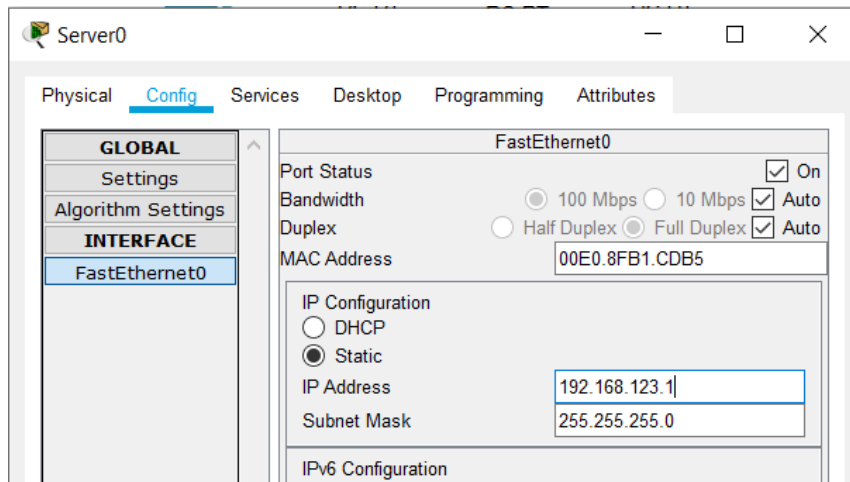 Server0
Physical Config Services Desktop Programming Attributes
GLOBAL
Settings
Algorithm Settings
INTERFACE
FastEthernet0
FastEthernet0
Port Status On
Bandwidth 100 Mbps 10 Mbps Auto
Duplex Half Duplex Full Duplex Auto
MAC Address 00E0.8FB1.CDB5
IP Configuration
DHCP
Static
IP Address 192.168.123.1
Subnet Mask 255.255.255.0
IPv6 Configuration